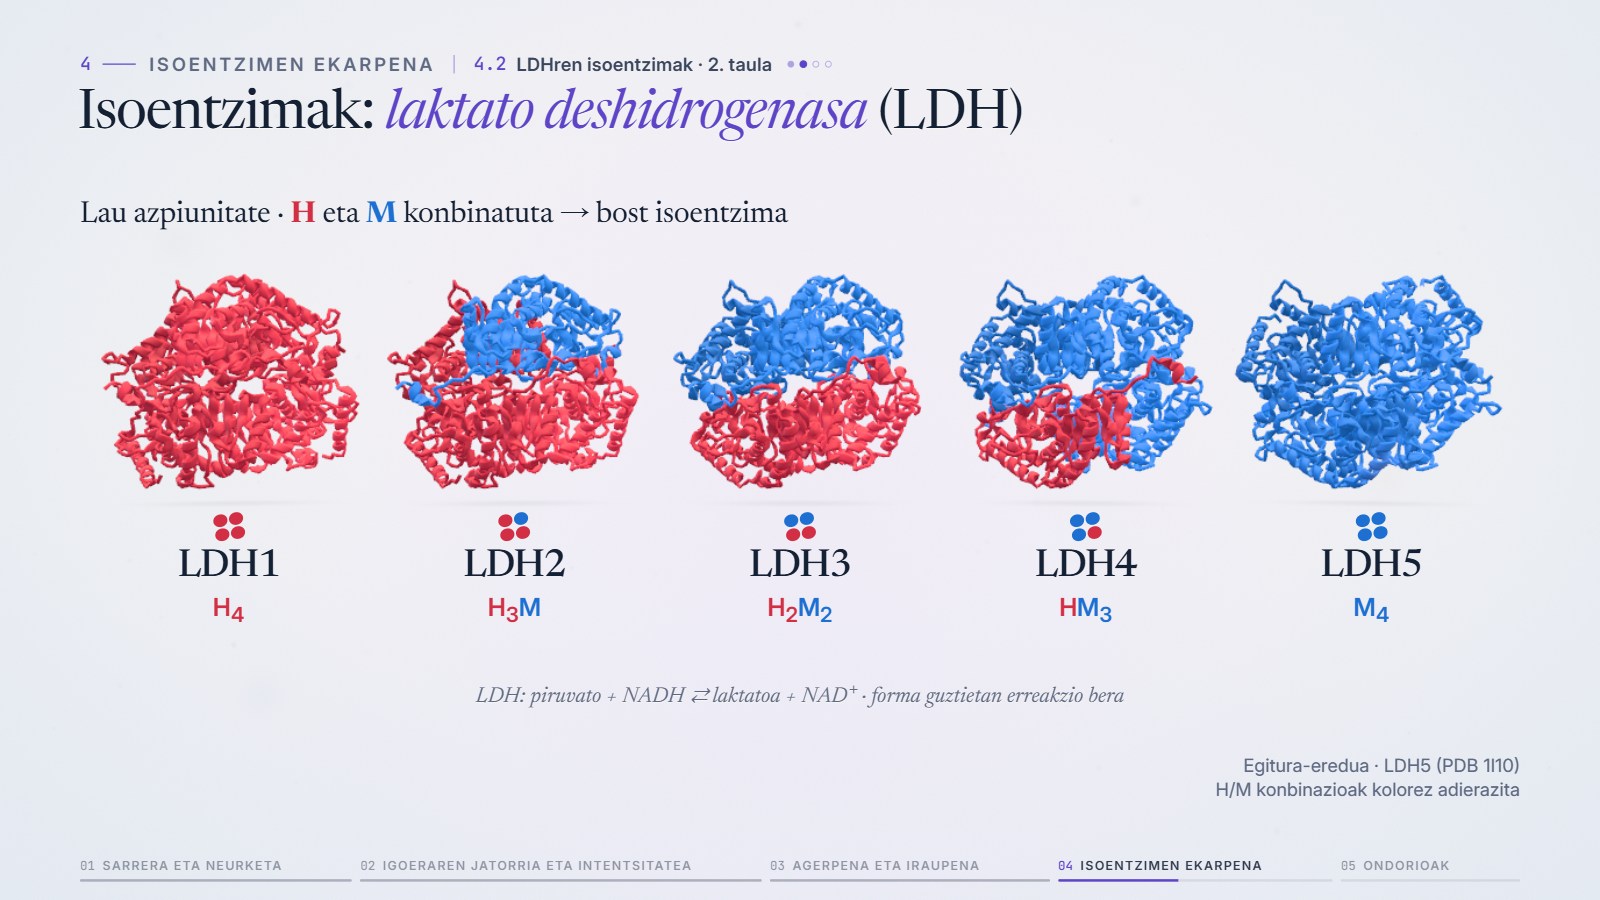 4 — ISOENTZIMEN EKARPENA | 4.2 LDHren isoentzimak · 2. taula
Isoentzimak: laktato deshidrogenasa (LDH)
Lau azpiunitate · H eta M konbinatuta → bost isoentzima
LDH1 LDH2 LDH3 LDH4 LDH5
H₄ H₃M H₂M₂ HM₃ M₄
LDH: piruvato + NADH ⇄ laktatoa + NAD⁺ · forma guztietan erreakzio bera
Egitura-eredua · LDH5 (PDB 1I10)
H/M konbinazioak kolorez adierazita
01 SARRERA ETA NEURKETA 02 IGOERAREN JATORRIA ETA INTENTSITATEA 03 AGERPENA ETA IRAUPENA 04 ISOENTZIMEN EKARPENA 05 ONDORIOAK